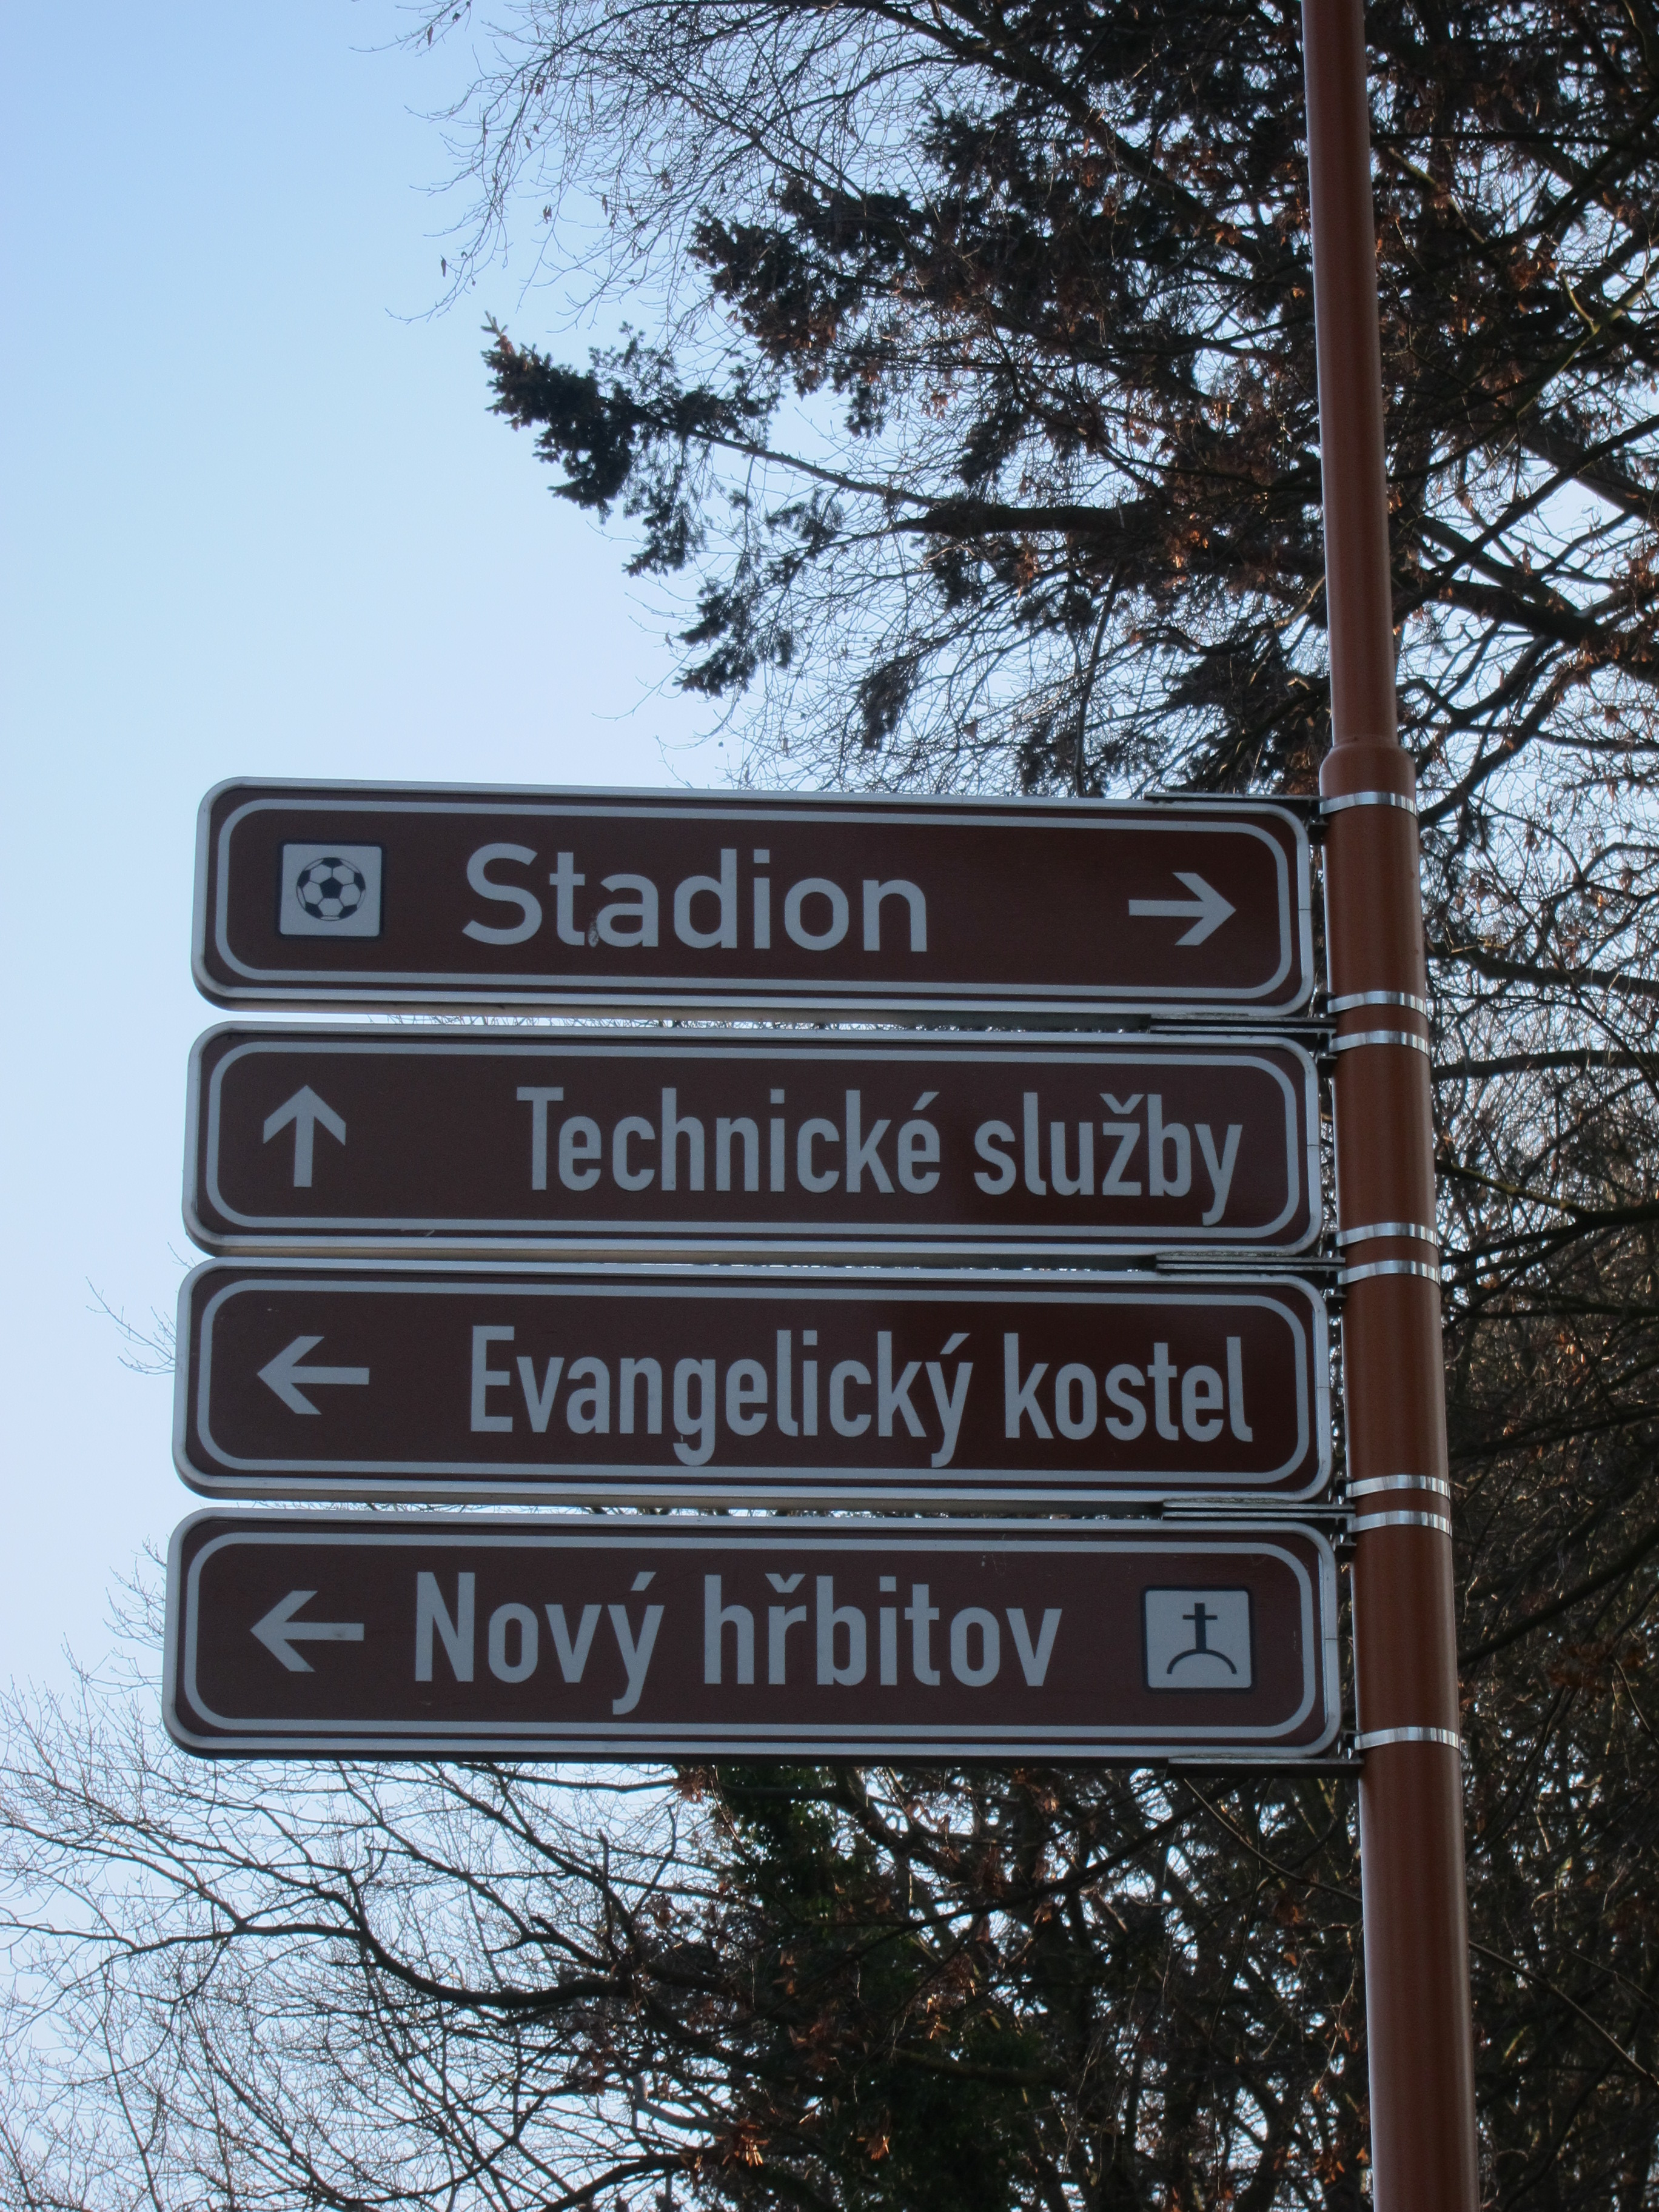 Stadion
Technické služby
Evangelický kostel
Nový hřbitov